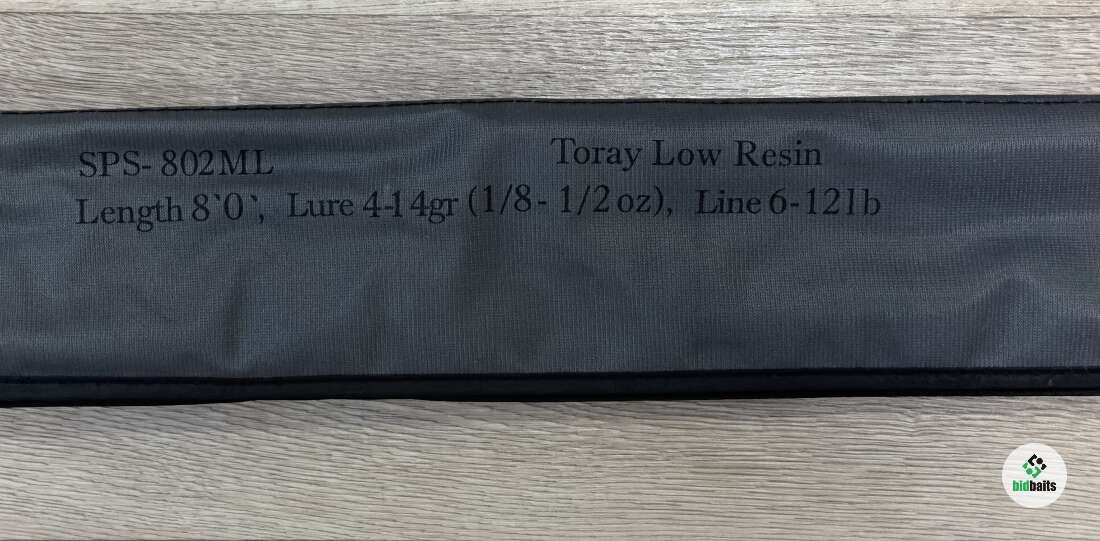 SPS- 802ML
Toray Low Resin
Length 8`0`, Lure 4-14gr (1/8- 1/2 oz), Line 6-12lb
bidbaits